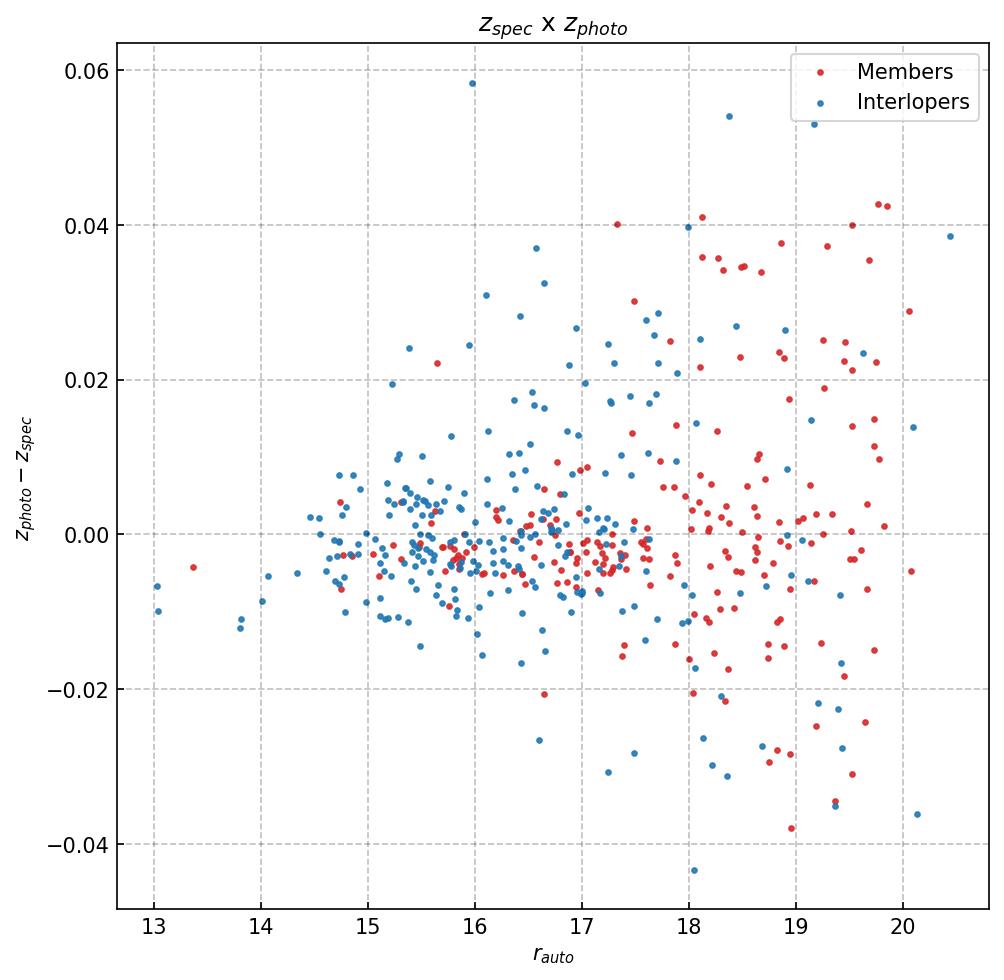 z_spec x z_photo
Members
Interlopers
0.06
0.04
0.02
0.00
−0.02
−0.04
z_photo − z_spec
13 14 15 16 17 18 19 20
r_auto